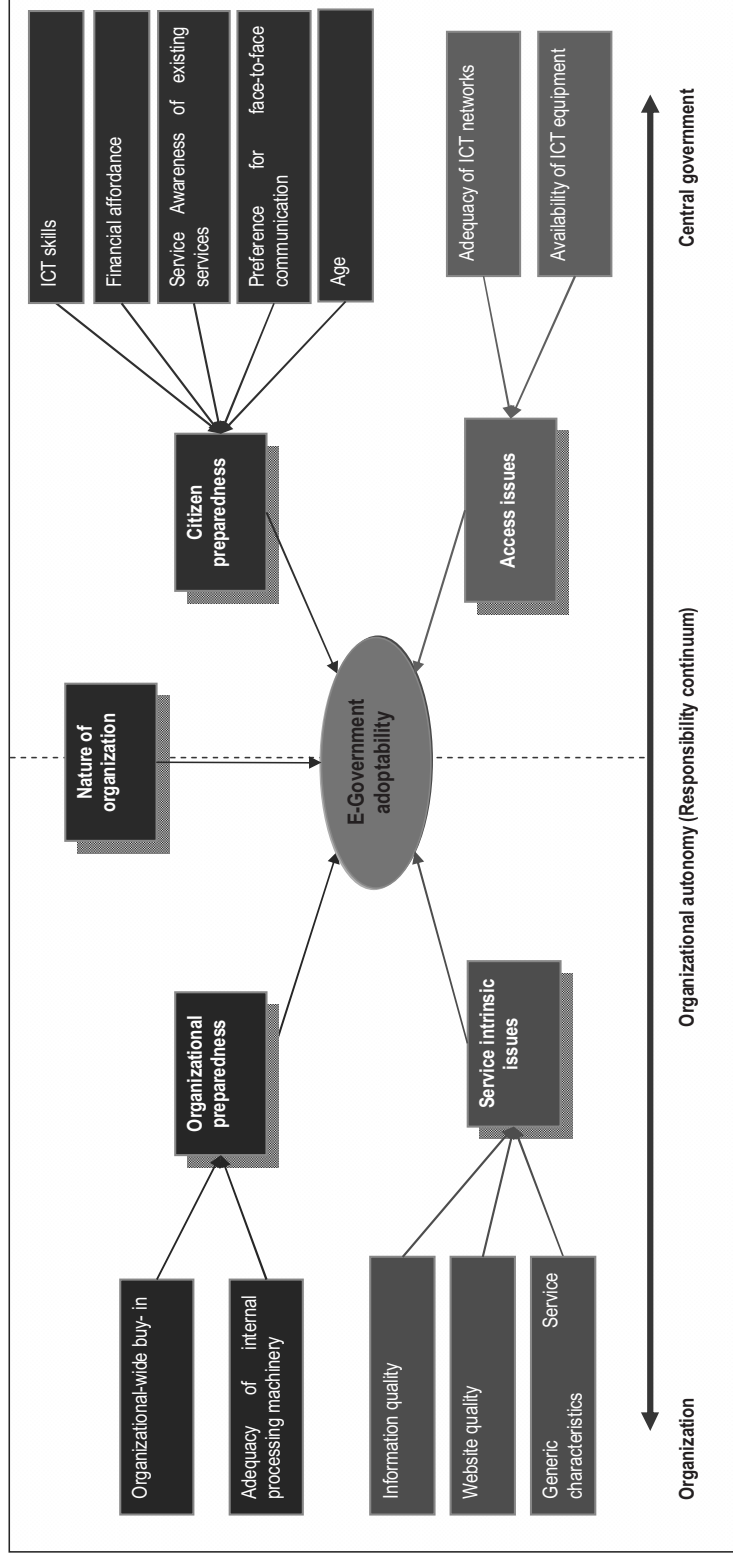 Nature of
organization
Organizational
preparedness
Citizen
preparedness
E-Government
adoptability
Service intrinsic
issues
Access issues
Organizational-wide buy- in
Adequacy of internal
processing machinery
Information quality
Website quality
Generic Service
characteristics
ICT skills
Financial affordance
Service Awareness of existing
services
Preference for face-to-face
communication
Age
Adequacy of ICT networks
Availability of ICT equipment
Organization
Organizational autonomy (Responsibility continuum)
Central government